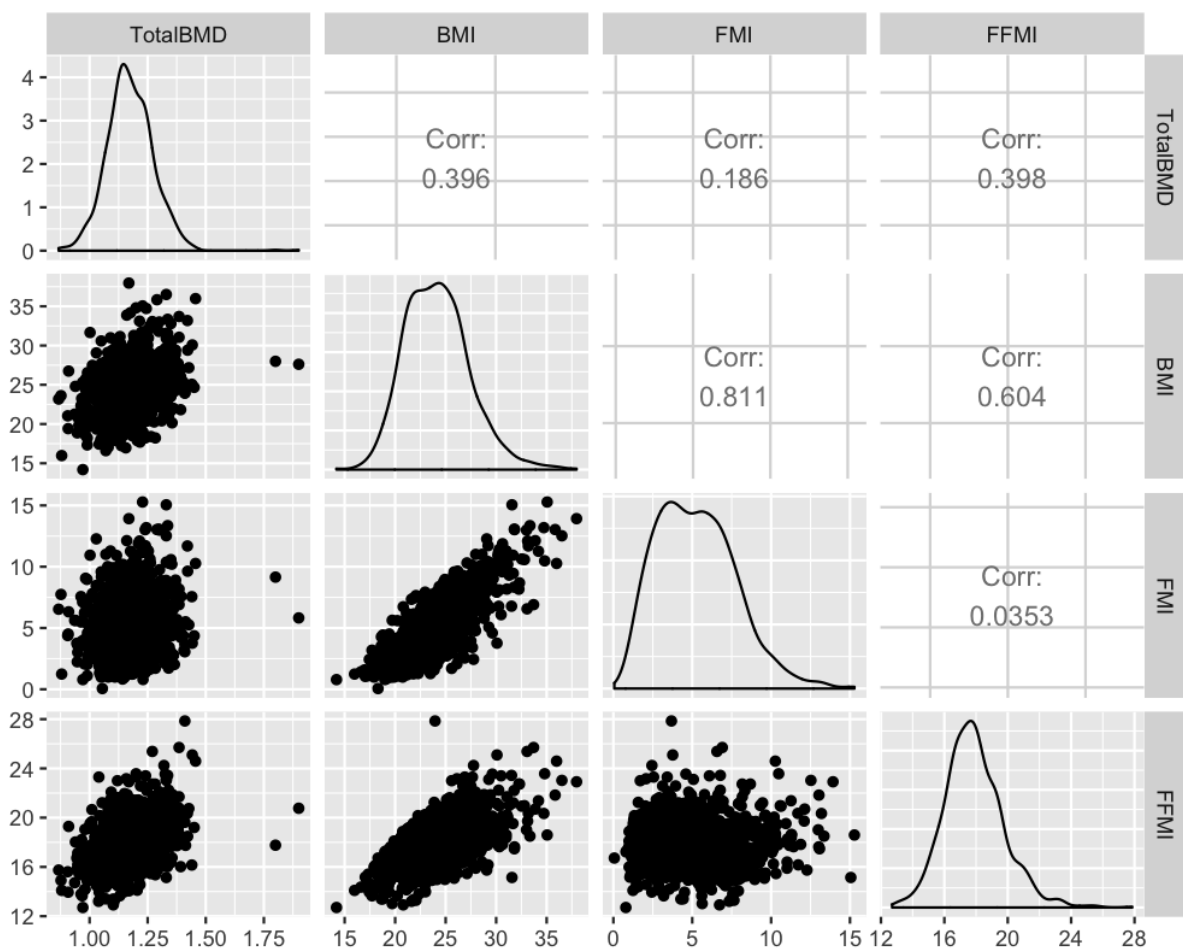 TotalBMD BMI FMI FFMI
4
3
2
1
0
Corr:
0.396
Corr:
0.186
Corr:
0.398
TotalBMD
35
30
25
20
15
Corr:
0.811
Corr:
0.604
BMI
15
10
5
0
Corr:
0.0353
FMI
28
24
20
16
12
FFMI
1.00 1.25 1.50 1.75 15 20 25 30 35 0 5 10 15 12 16 20 24 28